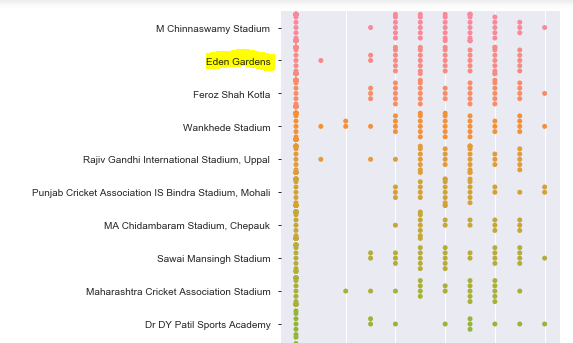 M Chinnaswamy Stadium
Eden Gardens
Feroz Shah Kotla
Wankhede Stadium
Rajiv Gandhi International Stadium, Uppal
Punjab Cricket Association IS Bindra Stadium, Mohali
MA Chidambaram Stadium, Chepauk
Sawai Mansingh Stadium
Maharashtra Cricket Association Stadium
Dr DY Patil Sports Academy